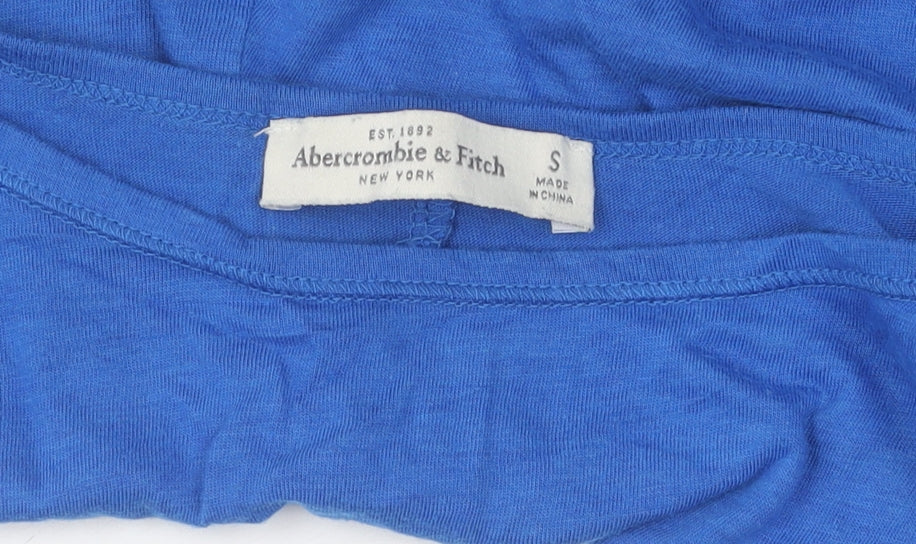 EST. 1892
Abercrombie & Fitch
NEW YORK
S
MADE
IN CHINA